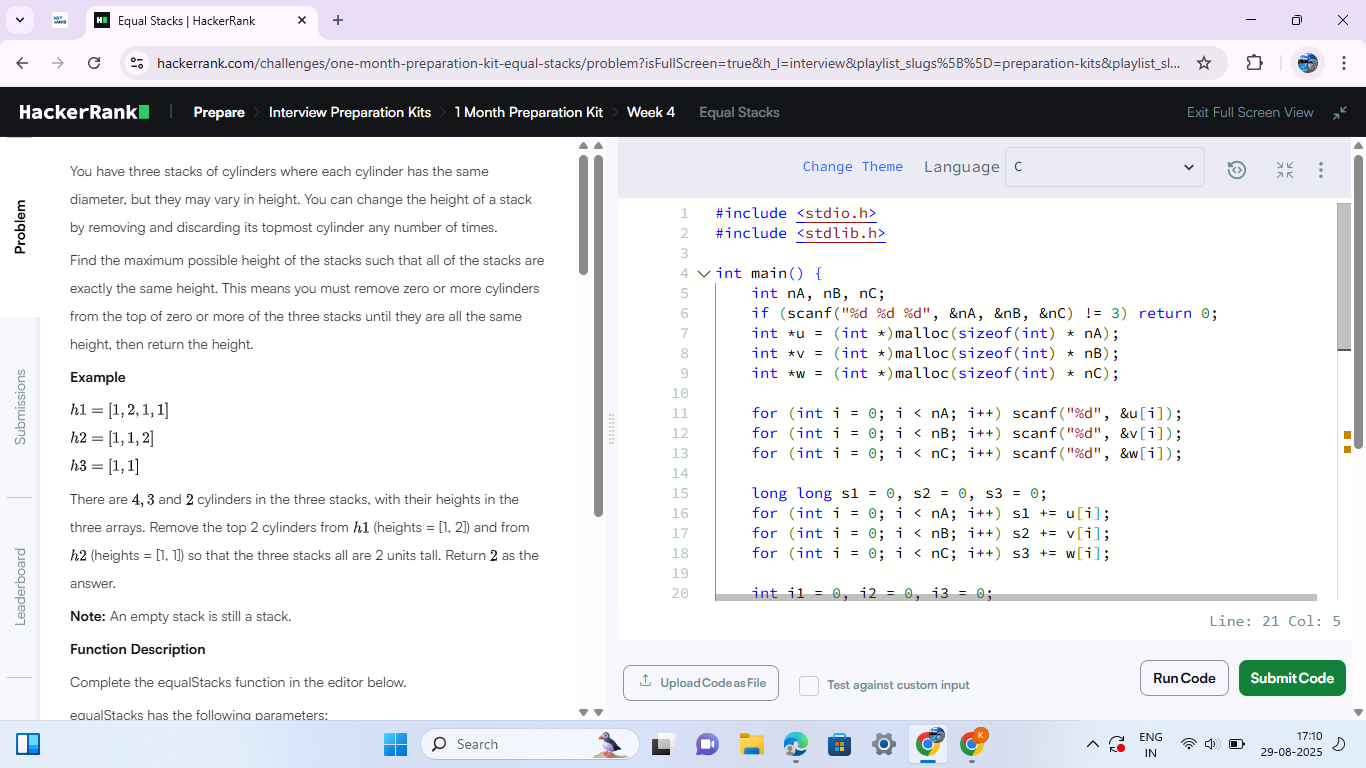 Equal Stacks | HackerRank
hackerrank.com/challenges/one-month-preparation-kit-equal-stacks/problem?isFullScreen=true&h_l=interview&playlist_slugs%5B%5D=preparation-kits&playlist_sl...
HackerRank
Prepare
Interview Preparation Kits
1 Month Preparation Kit
Week 4
Equal Stacks
Exit Full Screen View
Problem
Submissions
Leaderboard
You have three stacks of cylinders where each cylinder has the same
diameter, but they may vary in height. You can change the height of a stack
by removing and discarding its topmost cylinder any number of times.
Find the maximum possible height of the stacks such that all of the stacks are
exactly the same height. This means you must remove zero or more cylinders
from the top of zero or more of the three stacks until they are all the same
height, then return the height.
Example
h1 = [1, 2, 1, 1]
h2 = [1, 1, 2]
h3 = [1, 1]
There are 4, 3 and 2 cylinders in the three stacks, with their heights in the
three arrays. Remove the top 2 cylinders from h1 (heights = [1, 2]) and from
h2 (heights = [1, 1]) so that the three stacks all are 2 units tall. Return 2 as the
answer.
Note: An empty stack is still a stack.
Function Description
Complete the equalStacks function in the editor below.
equalStacks has the following parameters:
Change Theme
Language
C
1 #include <stdio.h>
2 #include <stdlib.h>
3
4 int main() {
5 int nA, nB, nC;
6 if (scanf("%d %d %d", &nA, &nB, &nC) != 3) return 0;
7 int *u = (int *)malloc(sizeof(int) * nA);
8 int *v = (int *)malloc(sizeof(int) * nB);
9 int *w = (int *)malloc(sizeof(int) * nC);
10
11 for (int i = 0; i < nA; i++) scanf("%d", &u[i]);
12 for (int i = 0; i < nB; i++) scanf("%d", &v[i]);
13 for (int i = 0; i < nC; i++) scanf("%d", &w[i]);
14
15 long long s1 = 0, s2 = 0, s3 = 0;
16 for (int i = 0; i < nA; i++) s1 += u[i];
17 for (int i = 0; i < nB; i++) s2 += v[i];
18 for (int i = 0; i < nC; i++) s3 += w[i];
19
20 int i1 = 0, i2 = 0, i3 = 0;
Line: 21 Col: 5
Upload Code as File
Test against custom input
Run Code
Submit Code
Search
K
ENG
IN
17:10
29-08-2025